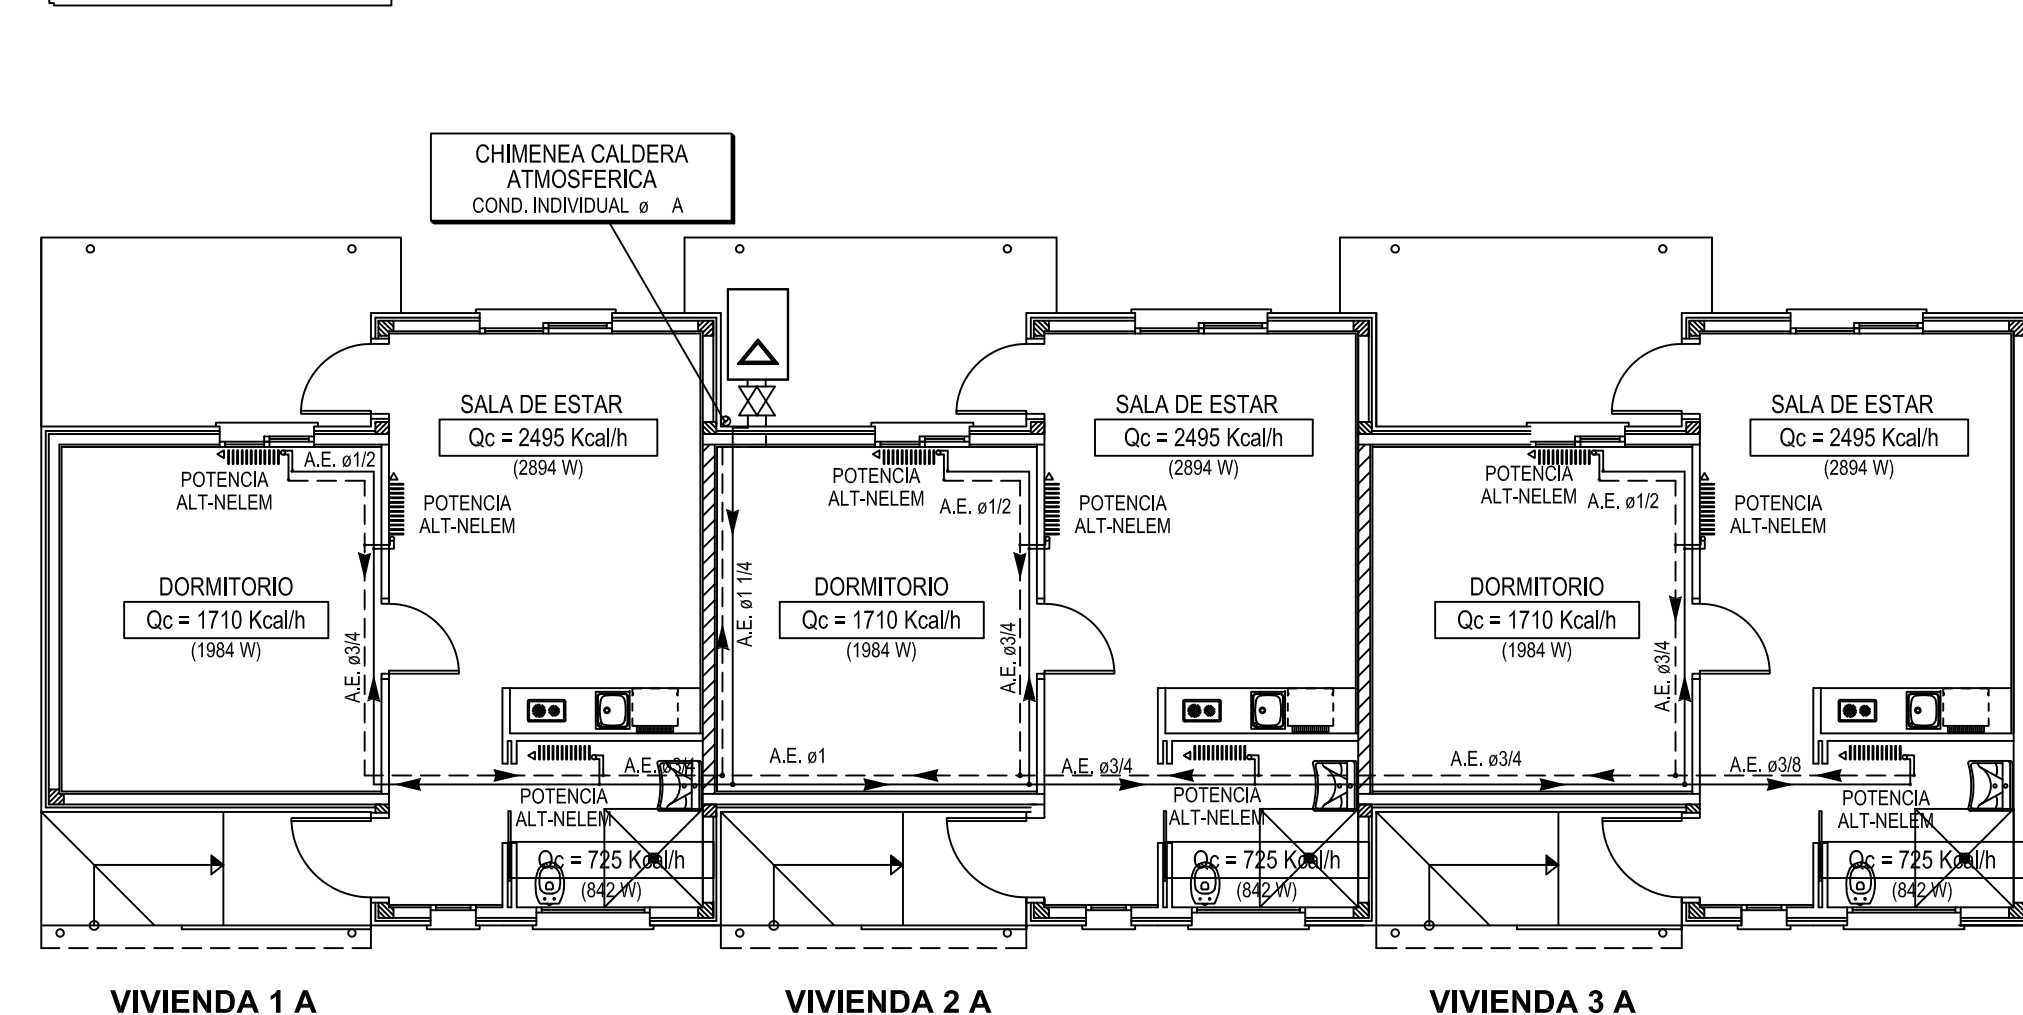 CHIMENEA CALDERA
ATMOSFERICA
COND. INDIVIDUAL ø A
SALA DE ESTAR
Qc = 2495 Kcal/h
(2894 W)
A.E. ø1/2
POTENCIA
ALT-NELEM
POTENCIA
ALT-NELEM
DORMITORIO
Qc = 1710 Kcal/h
(1984 W)
A.E. ø3/4
A.E. ø3/4
POTENCIA
ALT-NELEM
Qc = 725 Kcal/h
(842 W)
VIVIENDA 1 A
SALA DE ESTAR
Qc = 2495 Kcal/h
(2894 W)
POTENCIA
ALT-NELEM
A.E. ø1/2
POTENCIA
ALT-NELEM
A.E. ø1 1/4
DORMITORIO
Qc = 1710 Kcal/h
(1984 W)
A.E. ø3/4
A.E. ø1
A.E. ø3/4
POTENCIA
ALT-NELEM
Qc = 725 Kcal/h
(842 W)
VIVIENDA 2 A
SALA DE ESTAR
Qc = 2495 Kcal/h
(2894 W)
POTENCIA
ALT-NELEM
A.E. ø1/2
POTENCIA
ALT-NELEM
DORMITORIO
Qc = 1710 Kcal/h
(1984 W)
A.E. ø3/4
A.E. ø3/4
A.E. ø3/8
POTENCIA
ALT-NELEM
Qc = 725 Kcal/h
(842 W)
VIVIENDA 3 A